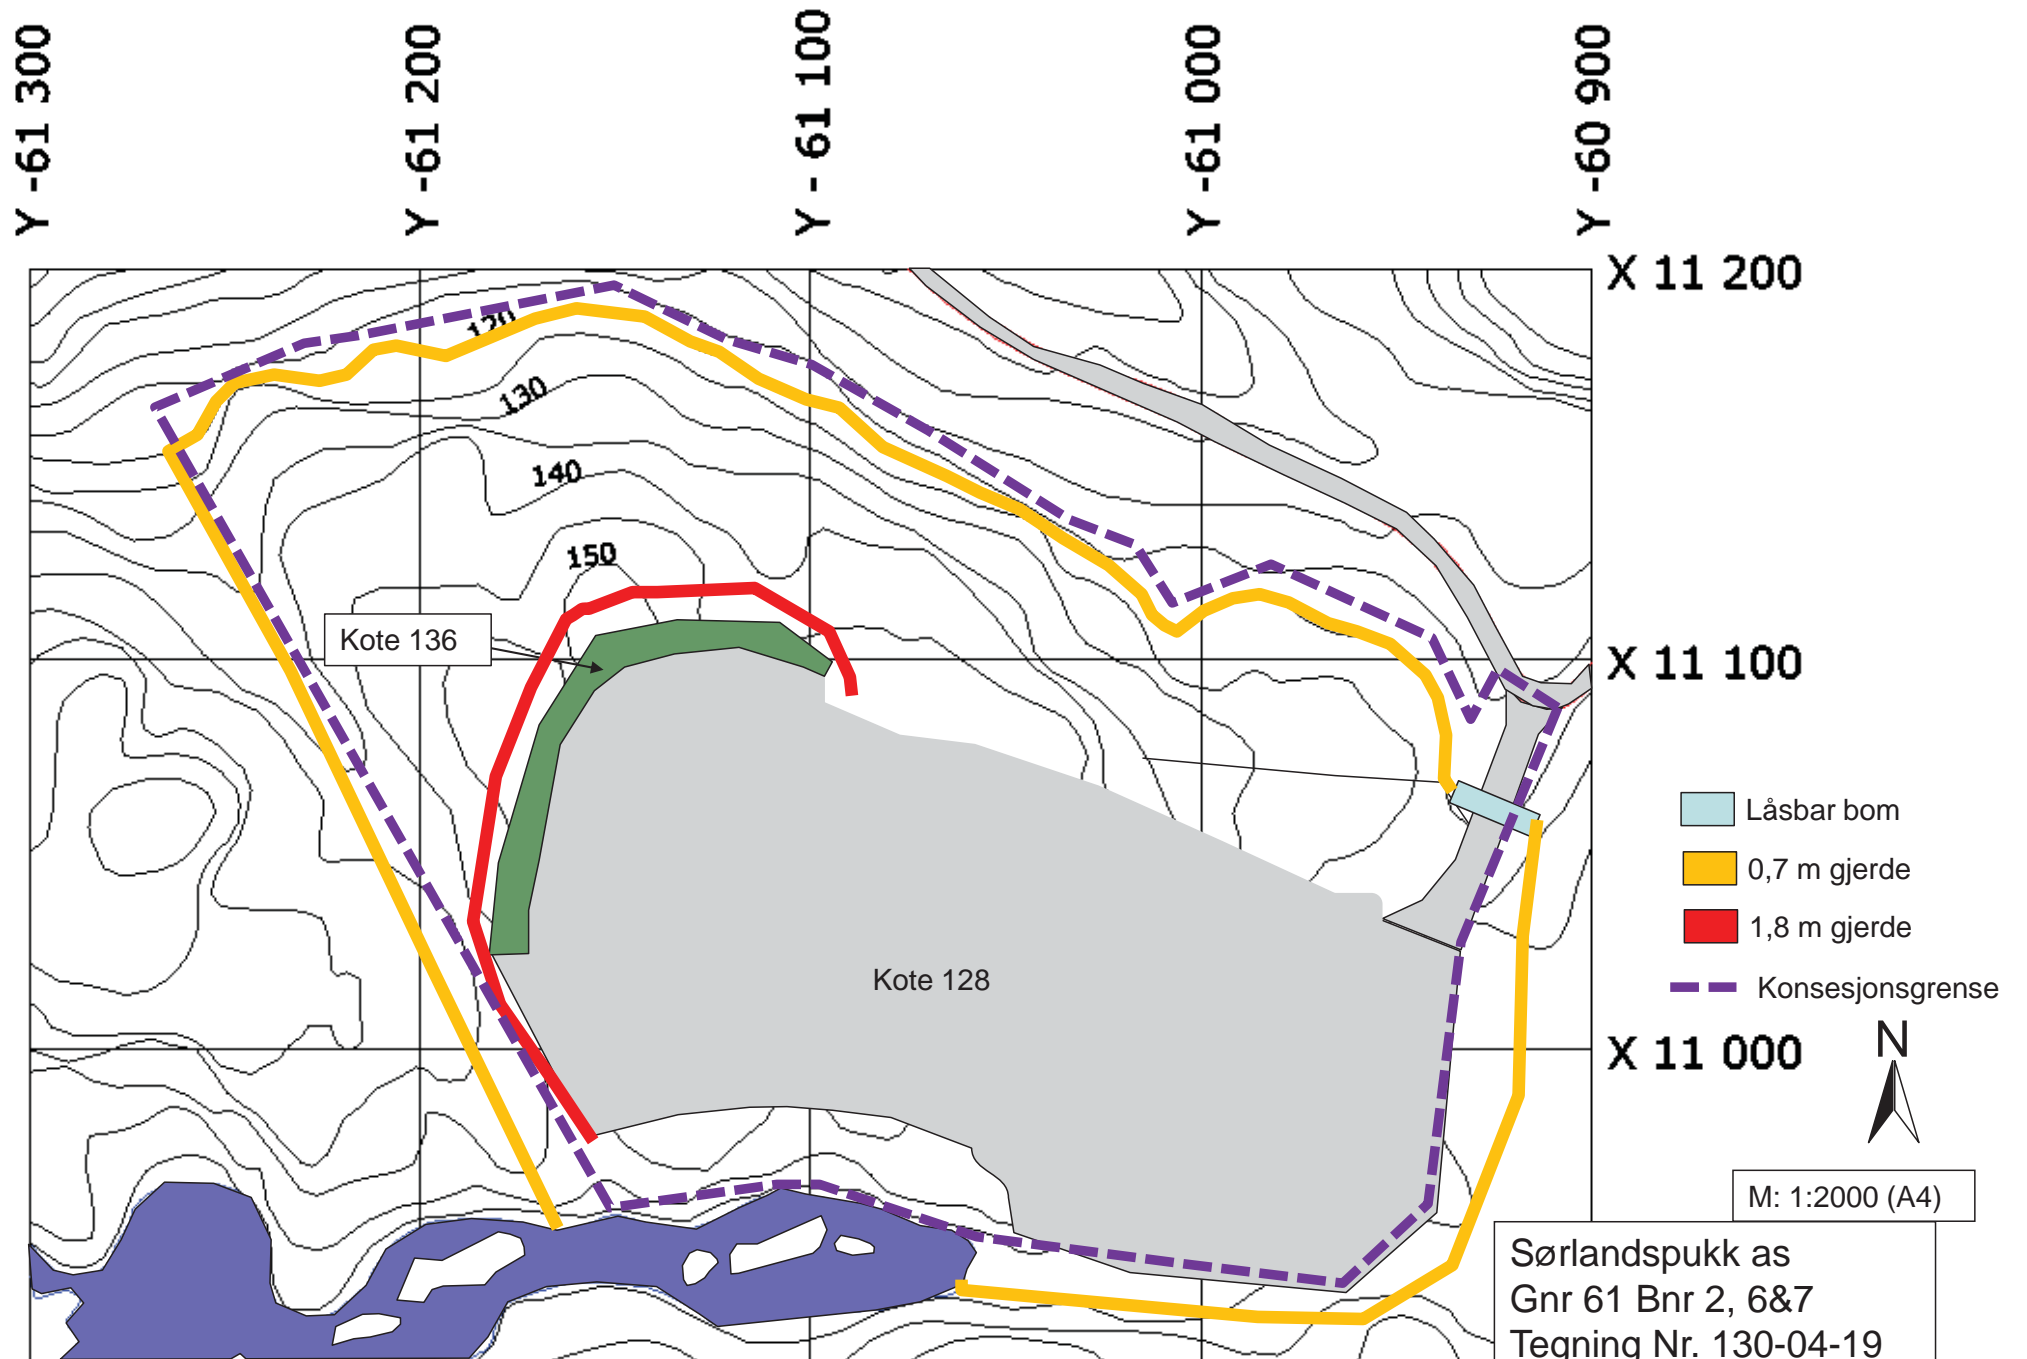 Y -61 300
Y -61 200
Y - 61 100
Y -61 000
Y -60 900
X 11 200
120
130
140
150
Kote 136
X 11 100
Låsbar bom
0,7 m gjerde
1,8 m gjerde
Kote 128
Konsesjonsgrense
N
X 11 000
M: 1:2000 (A4)
Sørlandspukk as
Gnr 61 Bnr 2, 6&7
Tegning Nr. 130-04-19